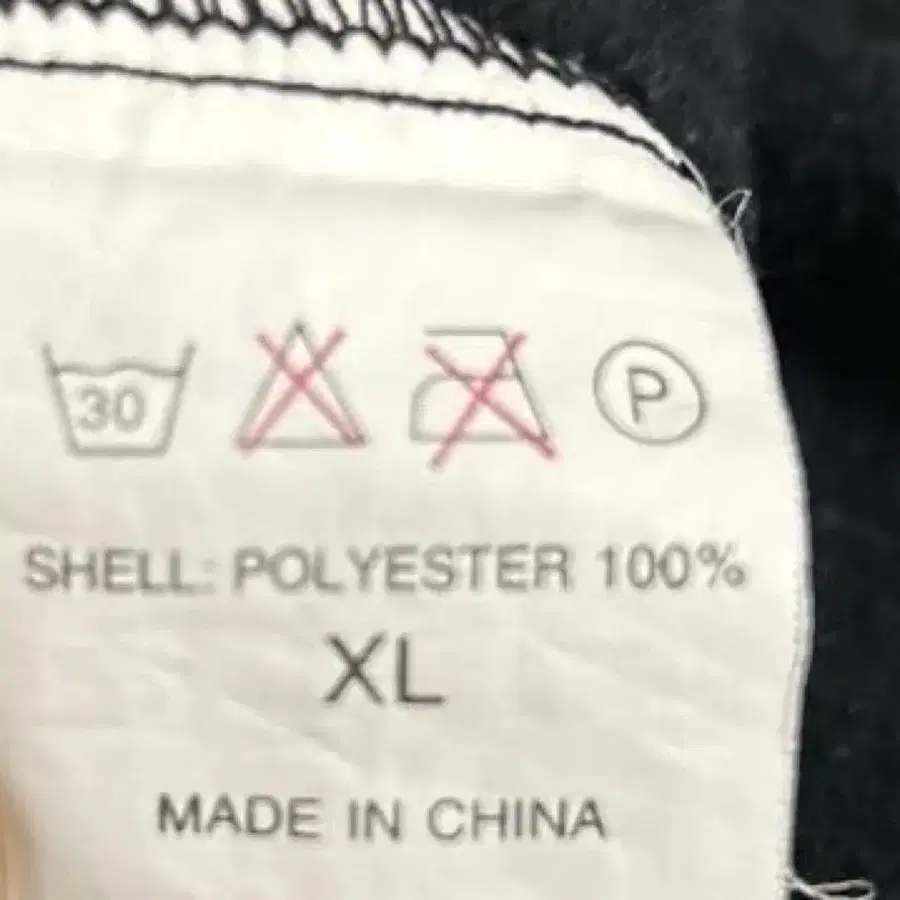 30 P
SHELL: POLYESTER 100%
XL
MADE IN CHINA